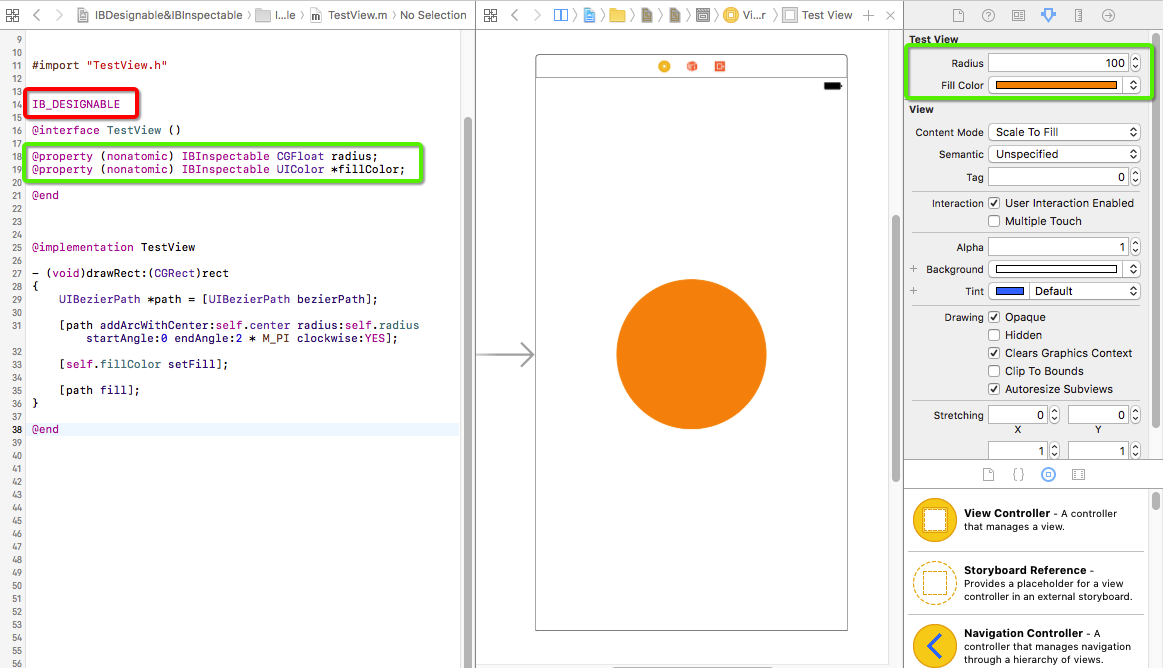 IBDesignable&IBInspectable
I...le
TestView.m
No Selection
9
10
11 #import "TestView.h"
12
13
14 IB_DESIGNABLE
15
16 @interface TestView ()
17
18 @property (nonatomic) IBInspectable CGFloat radius;
19 @property (nonatomic) IBInspectable UIColor *fillColor;
20
21 @end
22
23
24
25 @implementation TestView
26
27 - (void)drawRect:(CGRect)rect
28 {
29 UIBezierPath *path = [UIBezierPath bezierPath];
30
31 [path addArcWithCenter:self.center radius:self.radius
startAngle:0 endAngle:2 * M_PI clockwise:YES];
32
33 [self.fillColor setFill];
34
35 [path fill];
36 }
37
38 @end
39
40
41
42
43
44
45
46
47
48
49
50
51
52
53
54
55
56
Vi...r
Test View
Test View
Radius 100
Fill Color
View
Content Mode Scale To Fill
Semantic Unspecified
Tag 0
Interaction User Interaction Enabled
Multiple Touch
Alpha 1
Background
Tint Default
Drawing Opaque
Hidden
Clears Graphics Context
Clip To Bounds
Autoresize Subviews
Stretching 0 0
X Y
1 1
View Controller - A controller
that manages a view.
Storyboard Reference -
Provides a placeholder for a view
controller in an external storyboard.
Navigation Controller - A
controller that manages navigation
through a hierarchy of views.